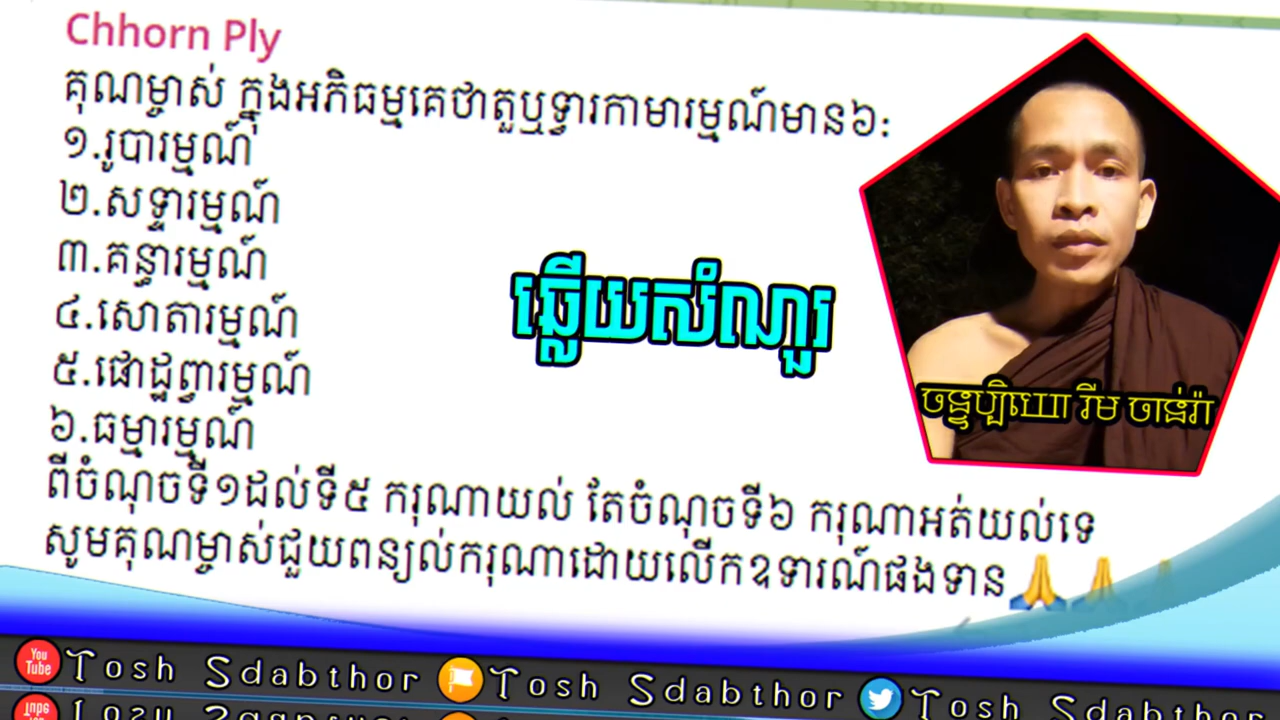 Chhorn Ply
គុណម្ចាស់ ក្នុងអភិធម្មគេថាតួឬទ្វារកាមារម្មណ៍មាន៦:
១.រូបារម្មណ៍
២.សទ្ទារម្មណ៍
៣.គន្ធារម្មណ៍
៤.សោតារម្មណ៍
៥.ផោដ្ឋព្វារម្មណ៍
៦.ធម្មារម្មណ៍
ពីចំណុចទី១ដល់ទី៥ ករុណាយល់ តែចំណុចទី៦ ករុណាអត់យល់ទេ
សូមគុណម្ចាស់ជួយពន្យល់ករុណាដោយលើកឧទារណ៍ផងទាន🙏🙏🙏
ឆ្លើយសំណួរ
ចន្ទប្បិយោ រីម ចាន់រ៉ា
You Tube Tosh Sdabthor Tosh Sdabthor Tosh Sdabthor